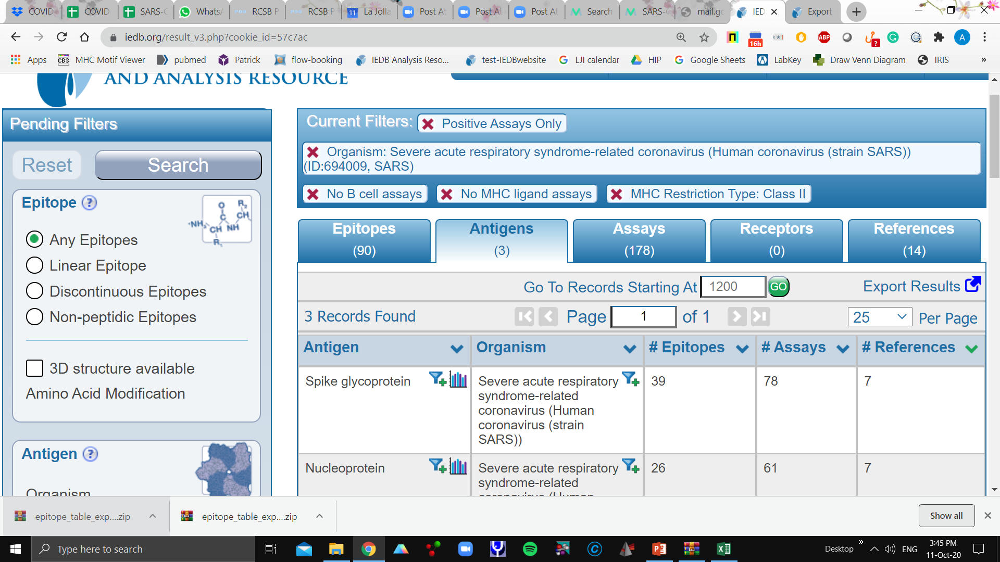 COVID
COVID
SARS-C
WhatsA
RCSB P
RCSB P
11
La Jolla
Post At
Post At
Post At
Search
SARS-
mail.go
IED
Export
iedb.org/result_v3.php?cookie_id=57c7ac
16h
ABP
?
A
Apps
CBS
MHC Motif Viewer
pubmed
Patrick
flow-booking
IEDB Analysis Reso...
test-IEDBwebsite
LJI calendar
HIP
Google Sheets
LabKey
Draw Venn Diagram
IRIS
»
AND ANALYSIS RESOURCE
Pending Filters
Reset
Search
Epitope ?
Any Epitopes
Linear Epitope
Discontinuous Epitopes
Non-peptidic Epitopes
3D structure available
Amino Acid Modification
Antigen ?
Organism
Current Filters:
Positive Assays Only
Organism: Severe acute respiratory syndrome-related coronavirus (Human coronavirus (strain SARS))
(ID:694009, SARS)
No B cell assays
No MHC ligand assays
MHC Restriction Type: Class II
Epitopes
(90)
Antigens
(3)
Assays
(178)
Receptors
(0)
References
(14)
Go To Records Starting At 1200 GO
Export Results
3 Records Found
Page 1 of 1
25 Per Page
Antigen
Organism
# Epitopes
# Assays
# References
Spike glycoprotein
Severe acute respiratory
syndrome-related
coronavirus (Human
coronavirus (strain
SARS))
39
78
7
Nucleoprotein
Severe acute respiratory
syndrome-related
coronavirus (Human
26
61
7
epitope_table_exp....zip
epitope_table_exp....zip
Show all
Type here to search
Desktop
»
ENG
3:45 PM
11-Oct-20